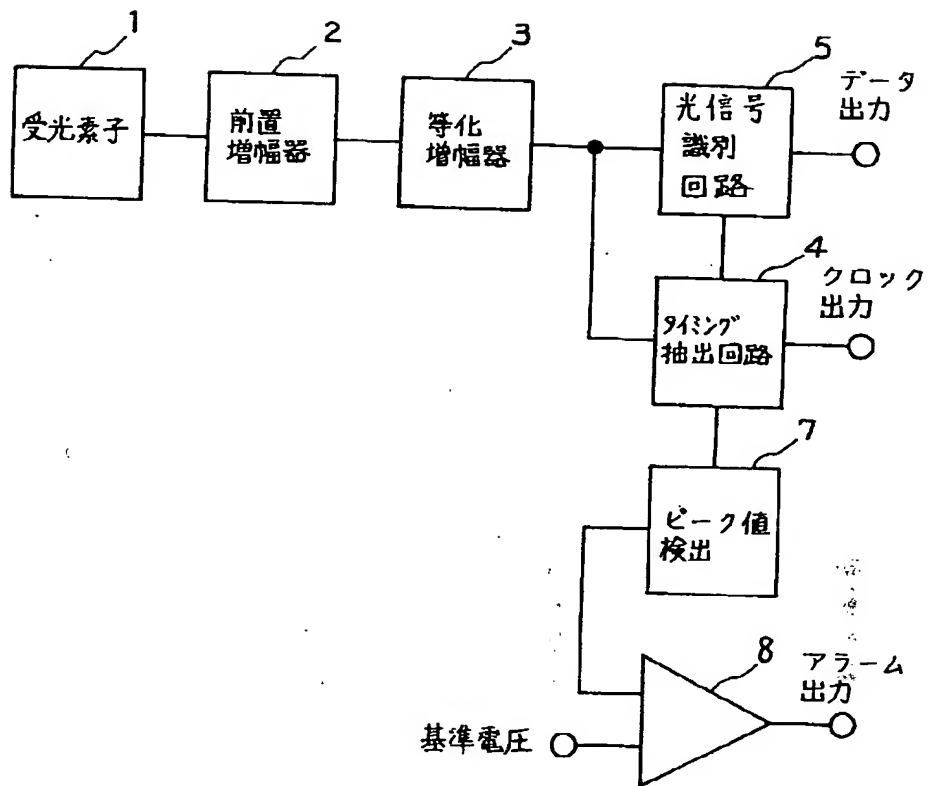 1
受光素子
2
前置
増幅器
3
等化
増幅器
5
光信号
識別
回路
データ
出力
4
タイミング
抽出回路
クロック
出力
7
ピーク値
検出
8
アラーム
出力
基準電圧